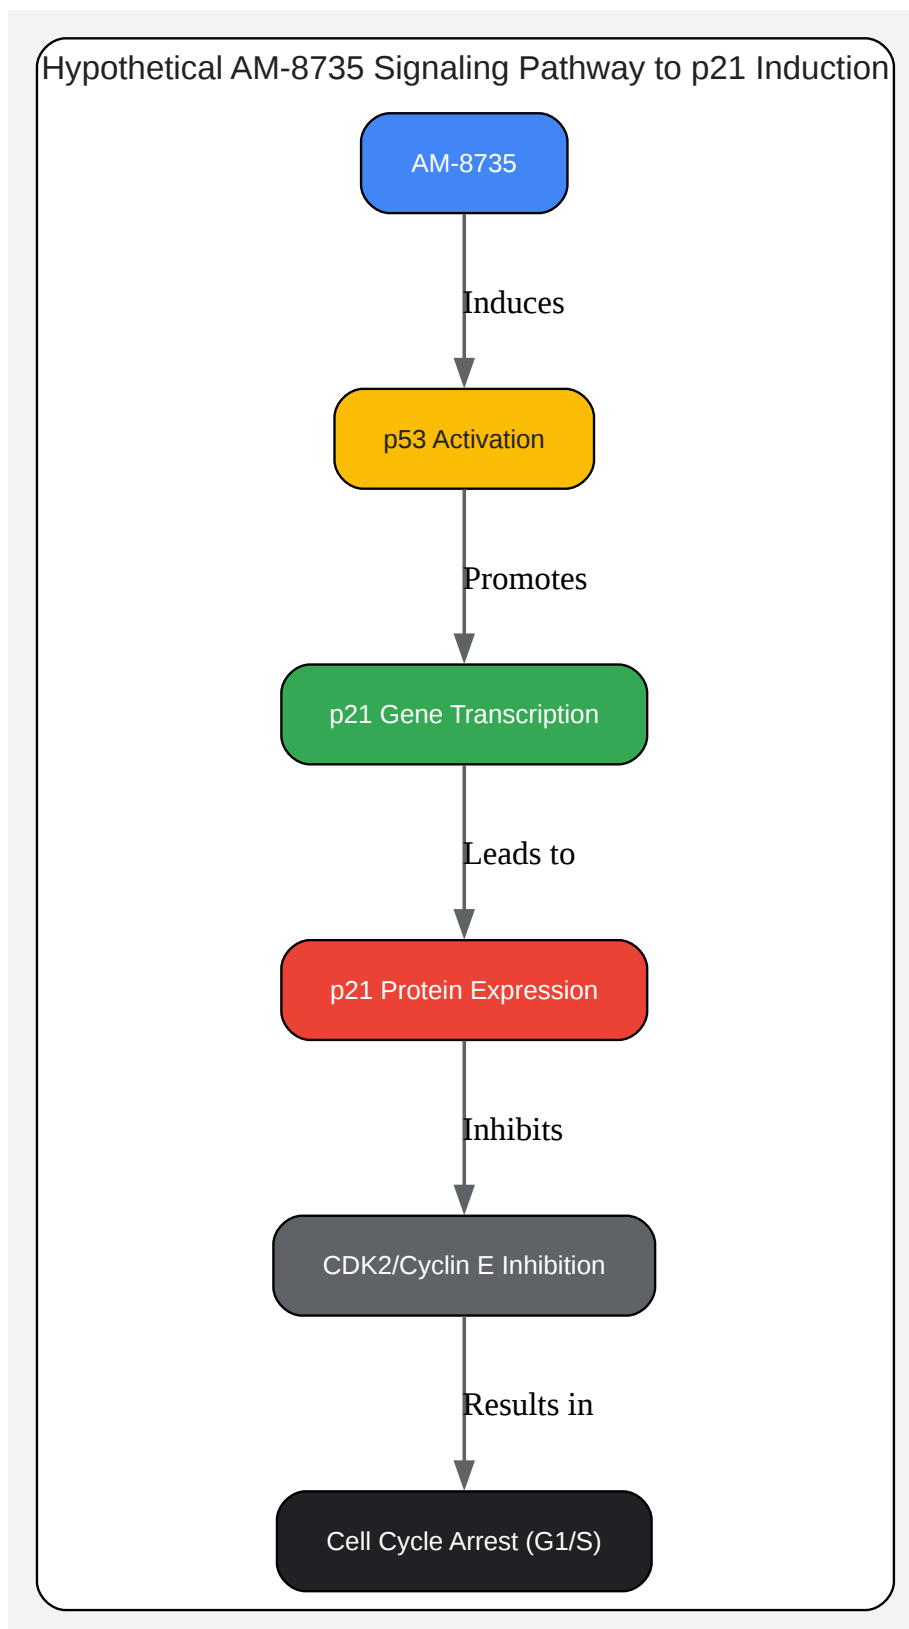 Hypothetical AM-8735 Signaling Pathway to p21 Induction
AM-8735
Induces
p53 Activation
Promotes
p21 Gene Transcription
Leads to
p21 Protein Expression
Inhibits
CDK2/Cyclin E Inhibition
Results in
Cell Cycle Arrest (G1/S)